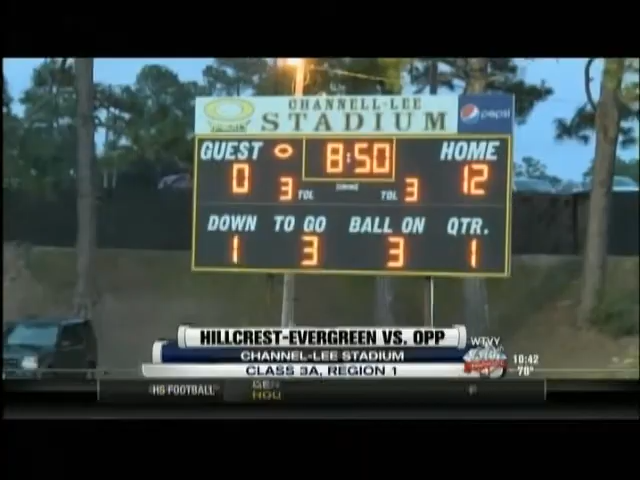 CHANNELL-LEE
STADIUM
pepsi
GUEST 8:50 HOME
0 3 TOL TOL 3 12
DOWN TO GO BALL ON QTR.
1 3 3 1
HILLCREST-EVERGREEN VS. OPP
CHANNEL-LEE STADIUM
CLASS 3A, REGION 1
WTVY
10:42
78°
HS FOOTBALL